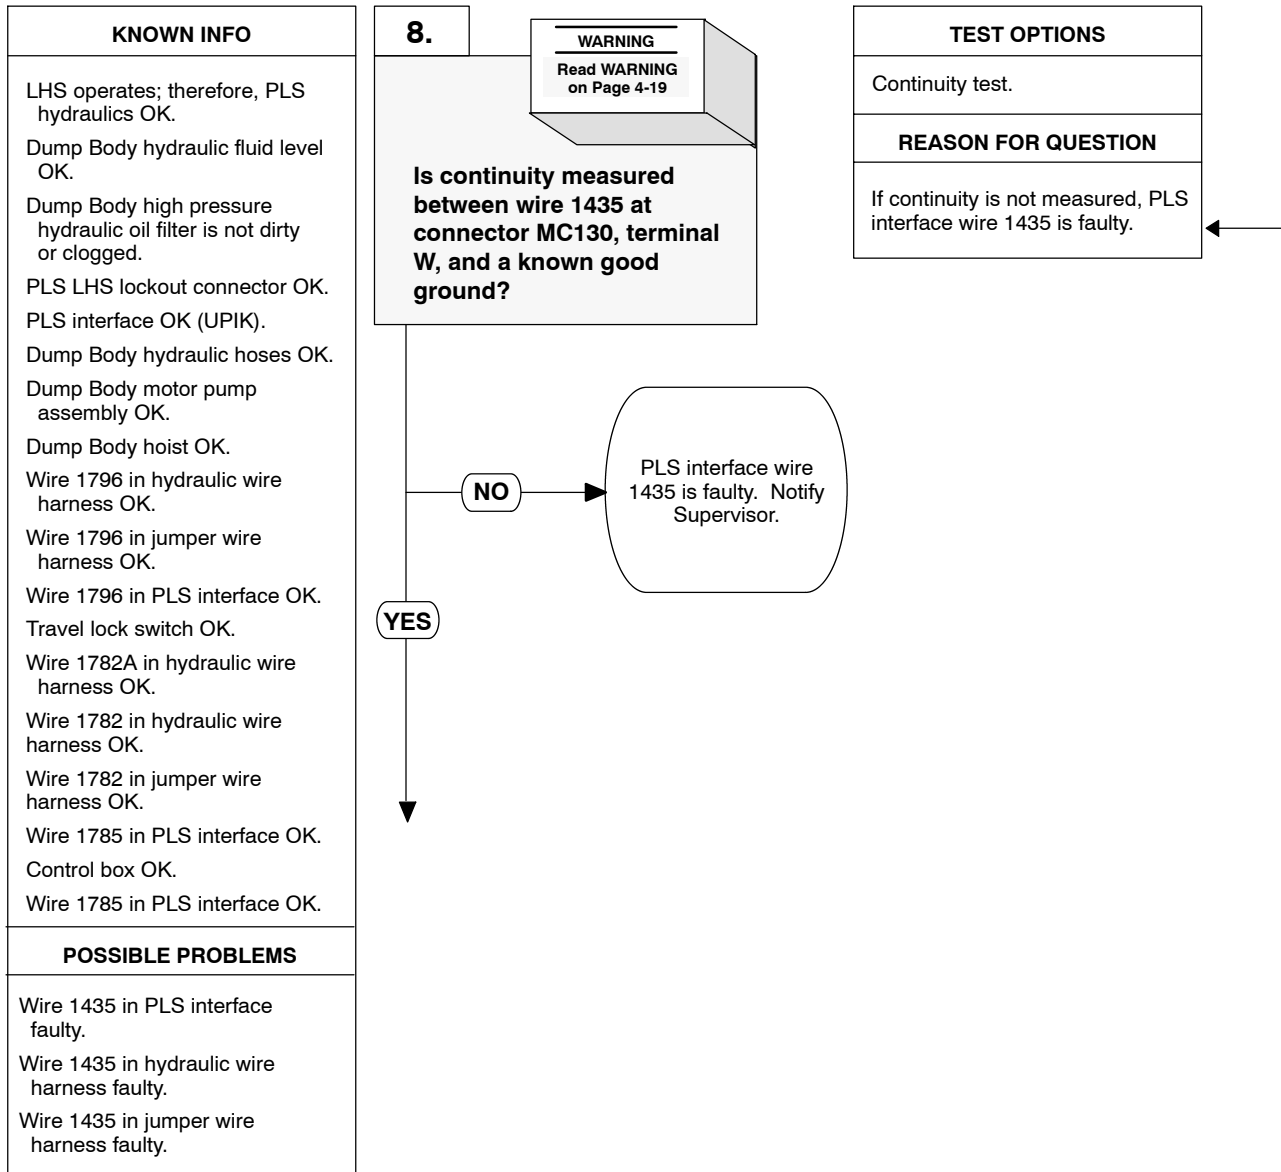 KNOWN INFO
LHS operates; therefore, PLS
hydraulics OK.
Dump Body hydraulic fluid level
OK.
Dump Body high pressure
hydraulic oil filter is not dirty
or clogged.
PLS LHS lockout connector OK.
PLS interface OK (UPIK).
Dump Body hydraulic hoses OK.
Dump Body motor pump
assembly OK.
Dump Body hoist OK.
Wire 1796 in hydraulic wire
harness OK.
Wire 1796 in jumper wire
harness OK.
Wire 1796 in PLS interface OK.
Travel lock switch OK.
Wire 1782A in hydraulic wire
harness OK.
Wire 1782 in hydraulic wire
harness OK.
Wire 1782 in jumper wire
harness OK.
Wire 1785 in PLS interface OK.
Control box OK.
Wire 1785 in PLS interface OK.
POSSIBLE PROBLEMS
Wire 1435 in PLS interface
faulty.
Wire 1435 in hydraulic wire
harness faulty.
Wire 1435 in jumper wire
harness faulty.
8.
WARNING
Read WARNING
on Page 4-19
Is continuity measured
between wire 1435 at
connector MC130, terminal
W, and a known good
ground?
NO
PLS interface wire
1435 is faulty. Notify
Supervisor.
YES
TEST OPTIONS
Continuity test.
REASON FOR QUESTION
If continuity is not measured, PLS
interface wire 1435 is faulty.